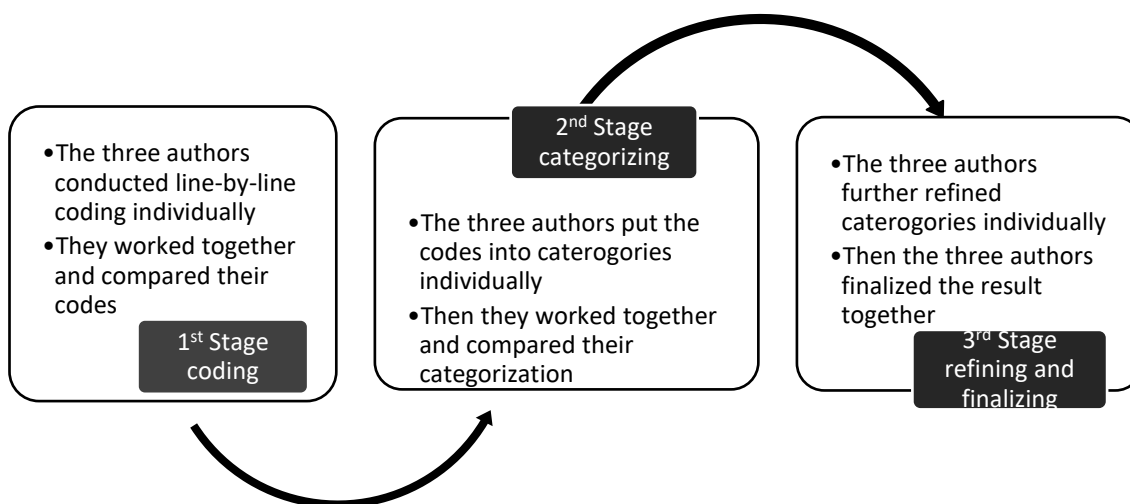 •The three authors
conducted line-by-line
coding individually
•They worked together
and compared their
codes
1st Stage
coding
2nd Stage
categorizing
•The three authors put the
codes into caterogories
individually
•Then they worked together
and compared their
categorization
•The three authors
further refined
caterogories individually
•Then the three authors
finalized the result
together
3rd Stage
refining and
finalizing